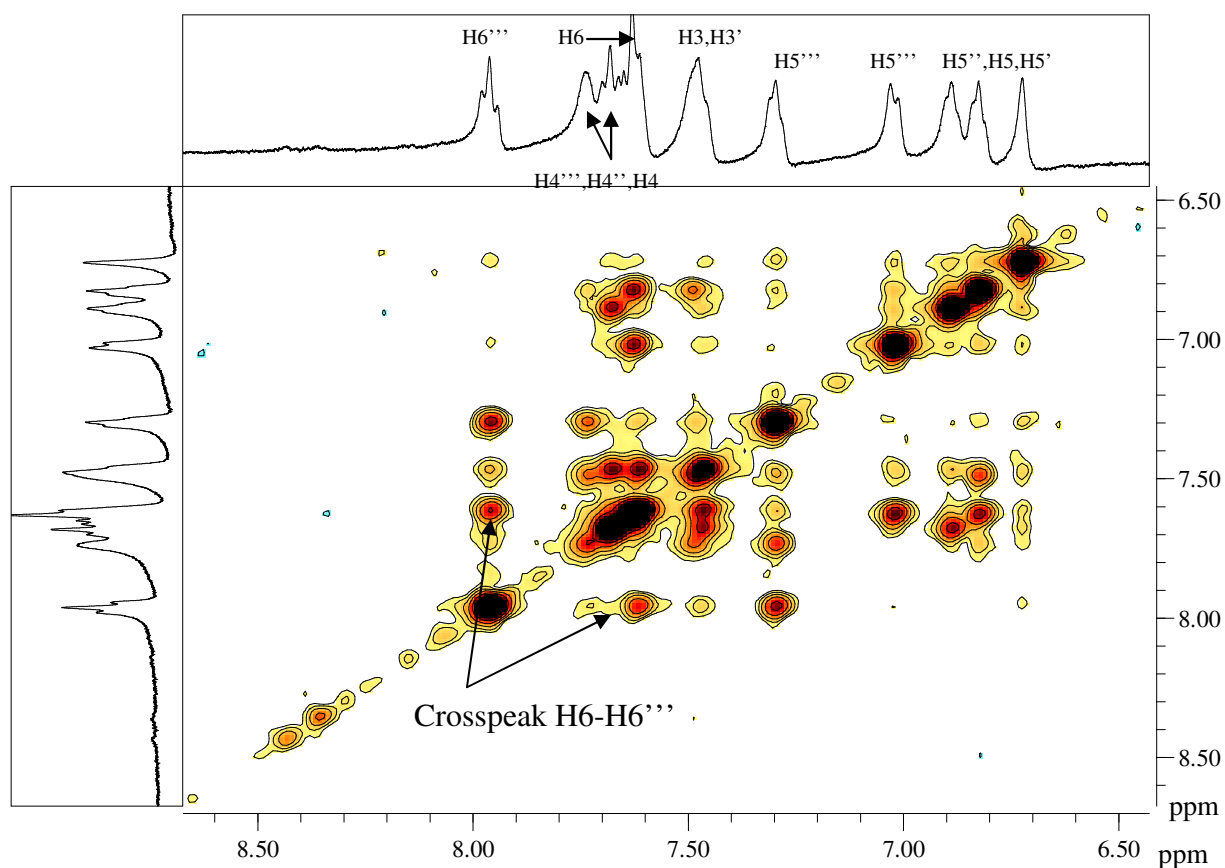 H6’’’ H6 H3,H3’ H5’’’ H5’’’ H5’’,H5,H5’
H4’’’,H4’’,H4
6.50
7.00
7.50
8.00
Crosspeak H6-H6’’’
8.50
ppm
8.50 8.00 7.50 7.00 6.50 ppm